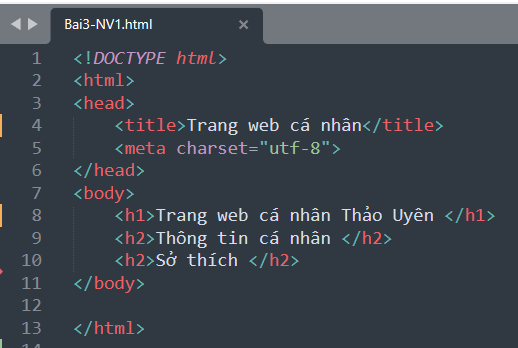 Bai3-NV1.html ×
1 <!DOCTYPE html>
2 <html>
3 <head>
4     <title>Trang web cá nhân</title>
5     <meta charset="utf-8">
6 </head>
7 <body>
8     <h1>Trang web cá nhân Thảo Uyên </h1>
9     <h2>Thông tin cá nhân </h2>
10     <h2>Sở thích </h2>
11 </body>
12
13 </html>
14